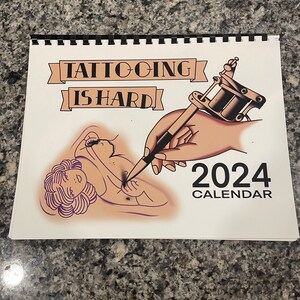 TATTOOING
IS HARD
2024
CALENDAR